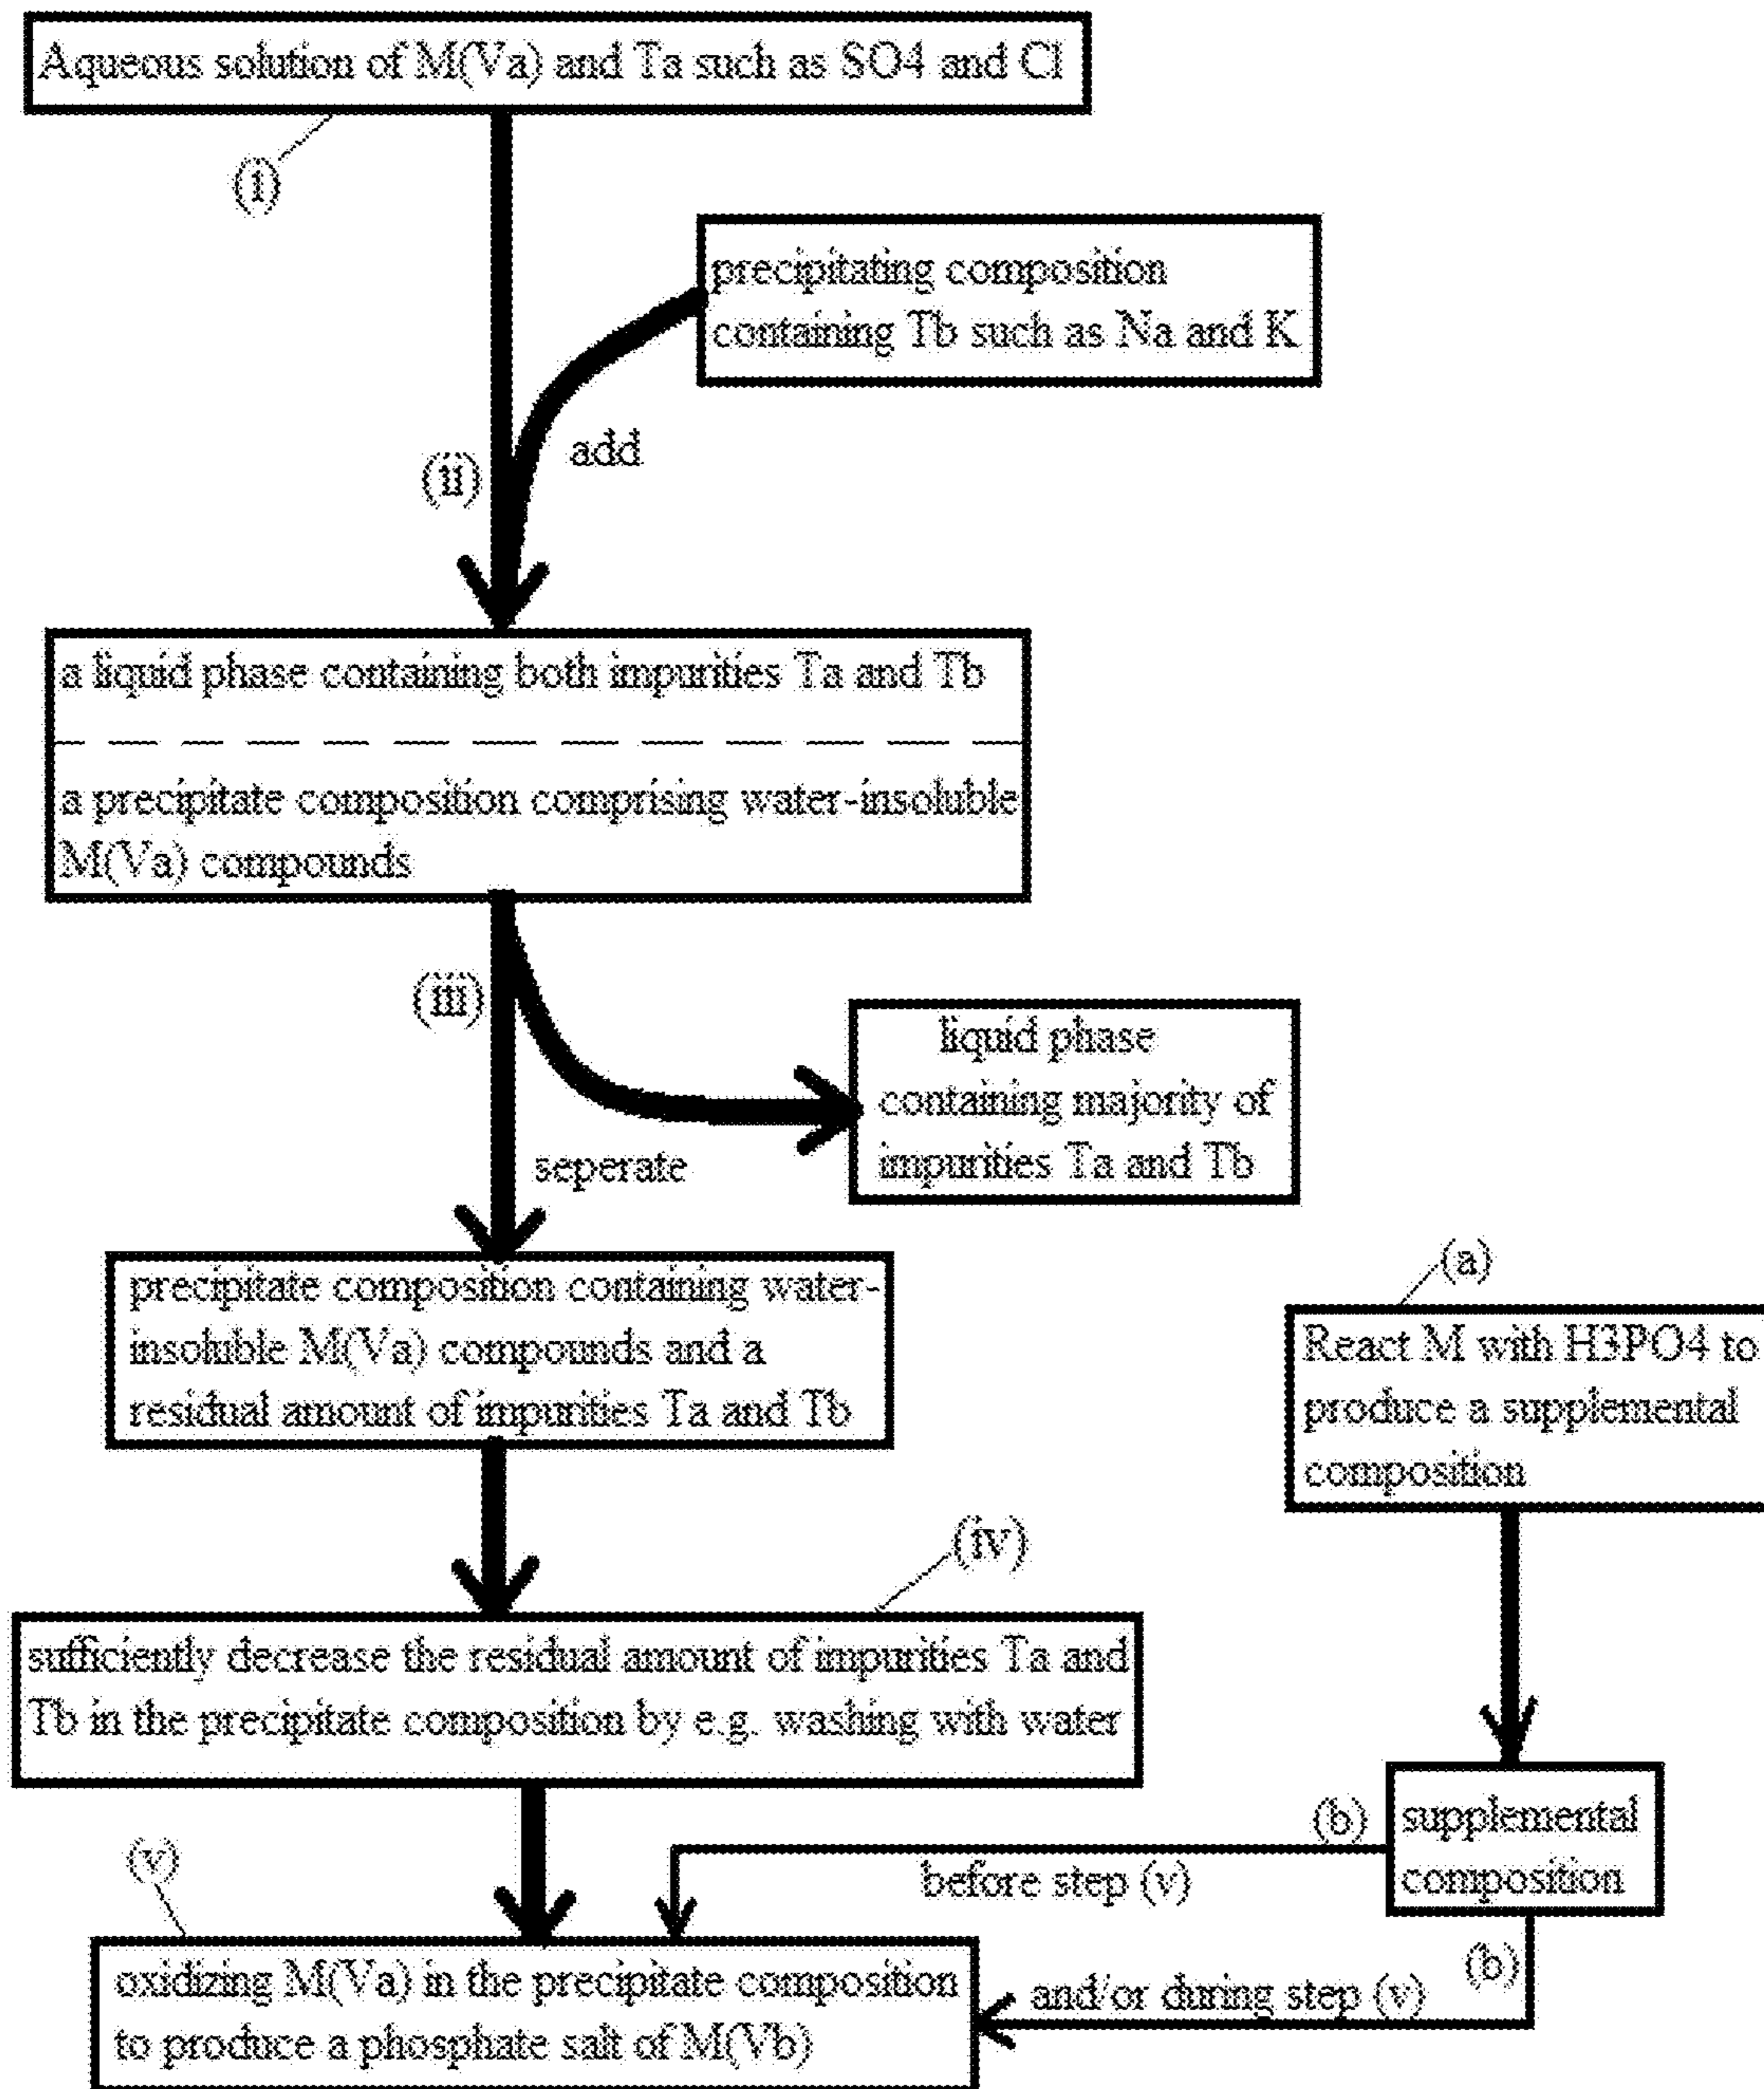 Aqueous solution of M(Va) and Ta such as SO4 and Cl
(i)
precipitating composition
containing Tb such as Na and K
add
(ii)
a liquid phase containing both impurities Ta and Tb
a precipitate composition comprising water-insoluble
M(Va) compounds
(iii)
liquid phase
containing majority of
impurities Ta and Tb
seperate
precipitate composition containing water-
insoluble M(Va) compounds and a
residual amount of impurities Ta and Tb
(a)
React M with H3PO4 to
produce a supplemental
composition
(iv)
sufficiently decrease the residual amount of impurities Ta and
Tb in the precipitate composition by e.g. washing with water
supplemental
composition
(b)
before step (v)
(v)
(b)
and/or during step (v)
oxidizing M(Va) in the precipitate composition
to produce a phosphate salt of M(Vb)